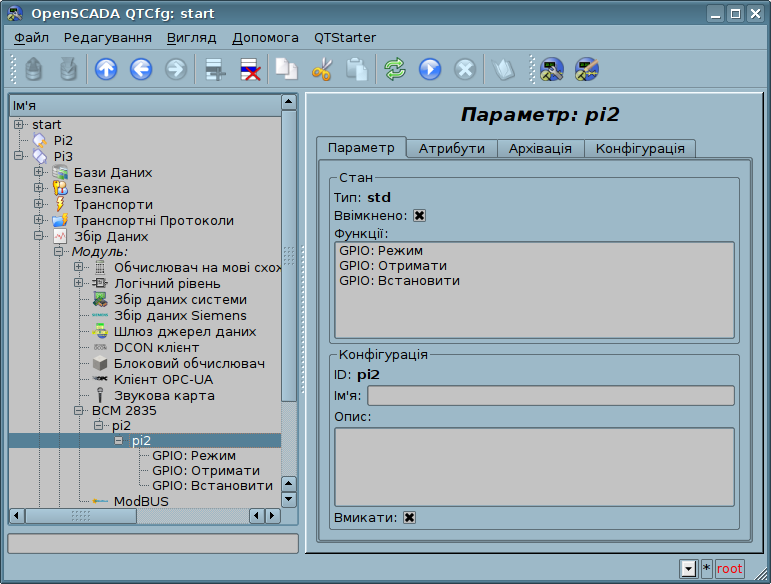 OpenSCADA QTCfg: start
Файл Редагування Вигляд Допомога QTStarter
Ім'я
start
Pi2
Pi3
Бази Даних
Безпека
Транспорти
Транспортні Протоколи
Збір Даних
Модуль:
Обчислювач на мові схо
Логічний рівень
Збір даних системи
Збір даних Siemens
Шлюз джерел даних
DCON клієнт
Блоковий обчислювач
Клієнт OPC-UA
Звукова карта
BCM 2835
pi2
pi2
GPIO: Режим
GPIO: Отримати
GPIO: Встановити
ModBUS
Параметр: pi2
Параметр Атрибути Архівація Конфігурація
Стан
Тип: std
Ввімкнено:
Функції:
GPIO: Режим
GPIO: Отримати
GPIO: Встановити
Конфігурація
ID: pi2
Ім'я:
Опис:
Вмикати:
* root